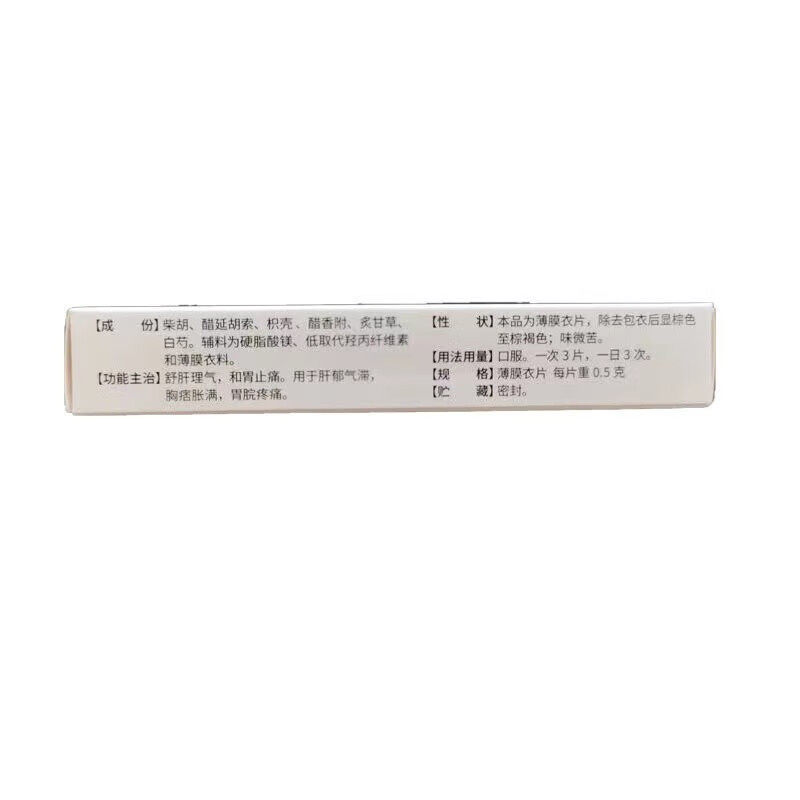 【成 份】柴胡、醋延胡索、枳壳、醋香附、炙甘草、
白芍。辅料为硬脂酸镁、低取代羟丙纤维素
和薄膜衣料。
【功能主治】舒肝理气，和胃止痛。用于肝郁气滞，
胸痞胀满，胃脘疼痛。
【性 状】本品为薄膜衣片，除去包衣后显棕色
至棕褐色；味微苦。
【用法用量】口服。一次3片，一日3次。
【规 格】薄膜衣片 每片重 0.5 克
【贮 藏】密封。